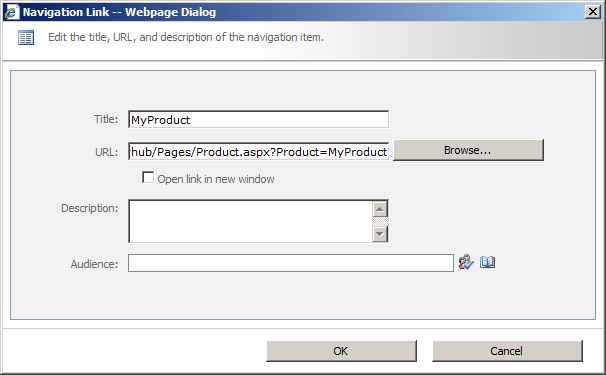 Navigation Link -- Webpage Dialog
Edit the title, URL, and description of the navigation item.
Title: MyProduct
URL: hub/Pages/Product.aspx?Product=MyProduct Browse...
Open link in new window
Description:
Audience:
OK Cancel